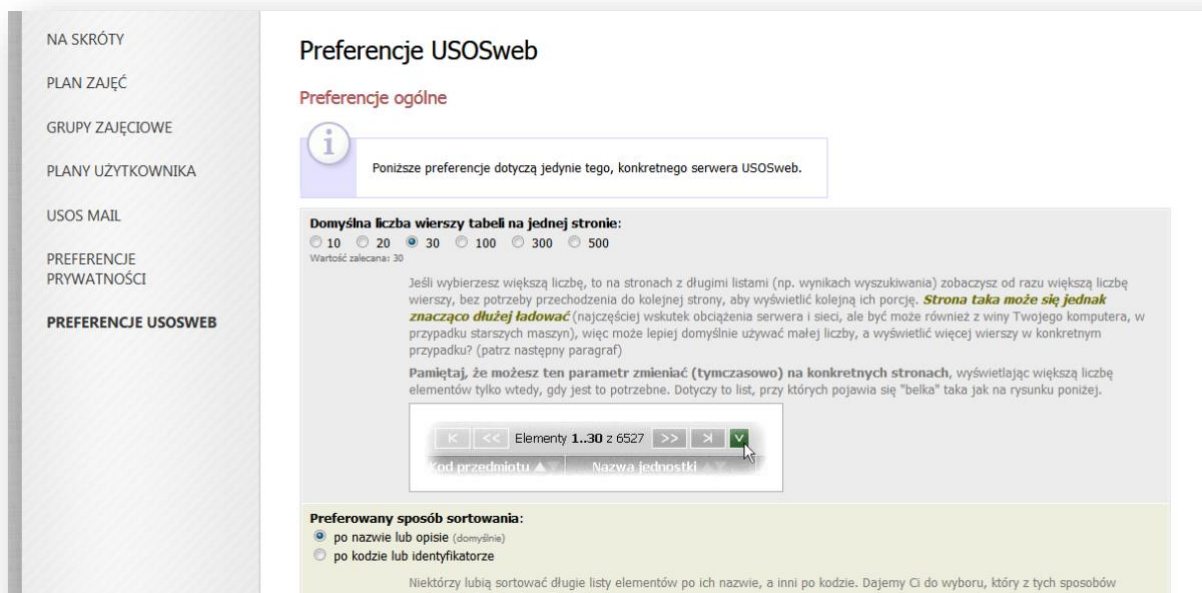 NA SKRÓTY
PLAN ZAJĘĆ
GRUPY ZAJĘCIOWE
PLANY UŻYTKOWNIKA
USOS MAIL
PREFERENCJE
PRYWATNOŚCI
PREFERENCJE USOSWEB
Preferencje USOSweb
Preferencje ogólne
i
Poniższe preferencje dotyczą jedynie tego, konkretnego serwera USOSweb.
Domyślna liczba wierszy tabeli na jednej stronie:
10 20 30 100 300 500
Wartość zalecana: 30
Jeśli wybierzesz większą liczbę, to na stronach z długimi listami (np. wynikach wyszukiwania) zobaczysz od razu większą liczbę
wierszy, bez potrzeby przechodzenia do kolejnej strony, aby wyświetlić kolejną ich porcję. Strona taka może się jednak
znacząco dłużej ładować (najczęściej wskutek obciążenia serwera i sieci, ale być może również z winy Twojego komputera, w
przypadku starszych maszyn), więc może lepiej domyślnie używać małej liczby, a wyświetlić więcej wierszy w konkretnym
przypadku? (patrz następny paragraf)
Pamiętaj, że możesz ten parametr zmieniać (tymczasowo) na konkretnych stronach, wyświetlając większą liczbę
elementów tylko wtedy, gdy jest to potrzebne. Dotyczy to list, przy których pojawia się "belka" taka jak na rysunku poniżej.
K << Elementy 1..30 z 6527 >> >| V
Kod przedmiotu ▲▼ Nazwa jednostki ▲▼
Preferowany sposób sortowania:
po nazwie lub opisie (domyślnie)
po kodzie lub identyfikatorze
Niektórzy lubią sortować długie listy elementów po ich nazwie, a inni po kodzie. Dajemy Ci do wyboru, który z tych sposobów